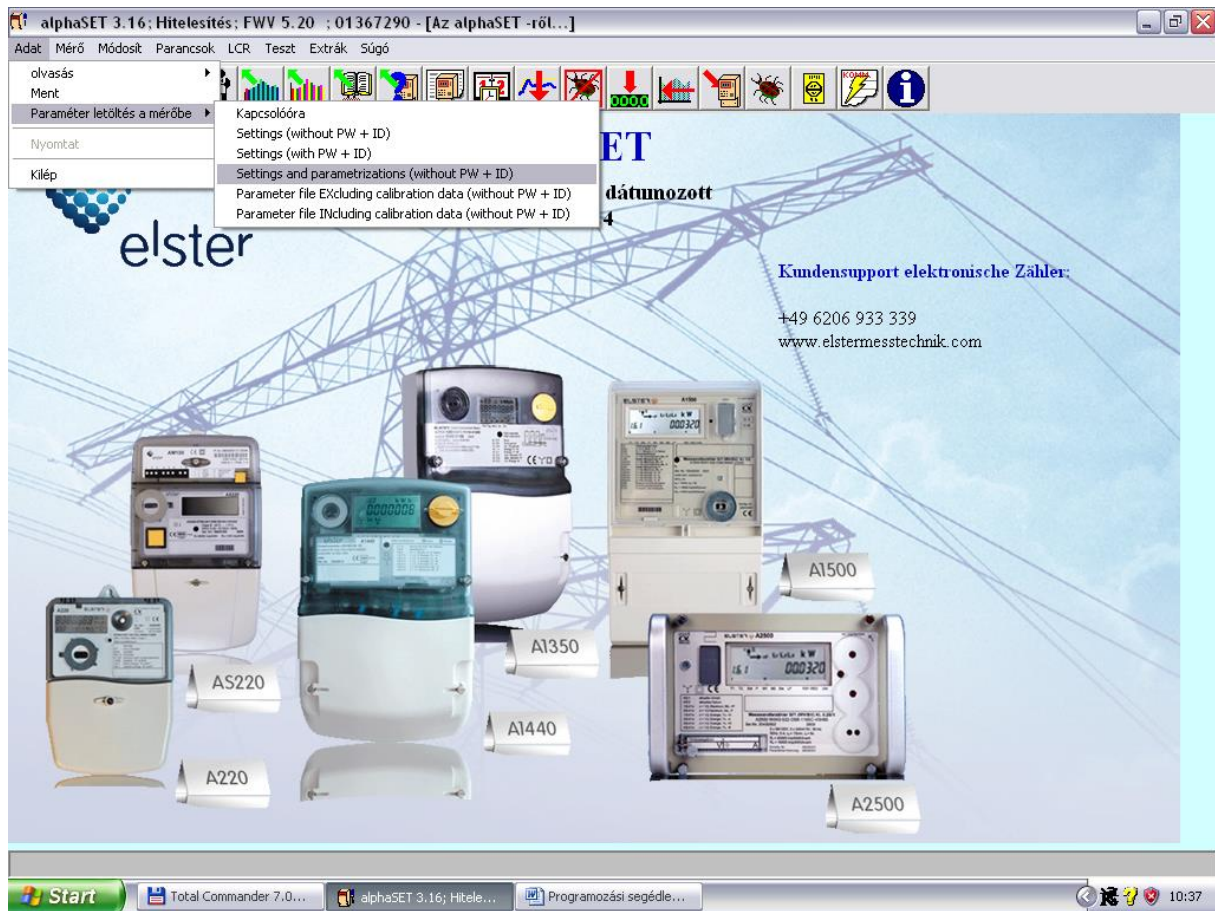 alphaSET 3.16; Hitelesítés; FWV 5.20 ; 01367290 - [Az alphaSET -ről...]
Adat Mérő Módosít Parancsok LCR Teszt Extrák Súgó
olvasás
Ment
Paraméter letöltés a mérőbe
Nyomtat
Kilép
Kapcsolóóra
Settings (without PW + ID)
Settings (with PW + ID)
Settings and parametrizations (without PW + ID)
Parameter file EXcluding calibration data (without PW + ID)
Parameter file INcluding calibration data (without PW + ID)
KOMM
0000
ET
dátumozott
4
elster
Kundensupport elektronische Zähler:
+49 6206 933 339
www.elstermesstechnik.com
A1500
A1350
AS220
A1440
A220
A2500
Start
Total Commander 7.0...
alphaSET 3.16; Hitele...
Programozási segédle...
10:37